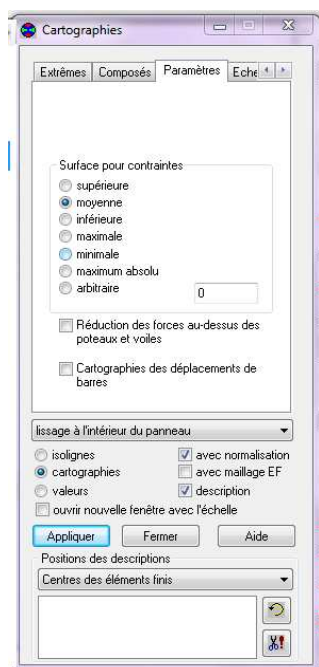 Cartographies
Extrêmes Composés Paramètres Eche
Surface pour contraintes
supérieure
moyenne
inférieure
maximale
minimale
maximum absolu
arbitraire 0
Réduction des forces au-dessus des
poteaux et voiles
Cartographies des déplacements de
barres
lissage à l'intérieur du panneau
isolignes avec normalisation
cartographies avec maillage EF
valeurs description
ouvrir nouvelle fenêtre avec l'échelle
Appliquer Fermer Aide
Positions des descriptions
Centres des éléments finis